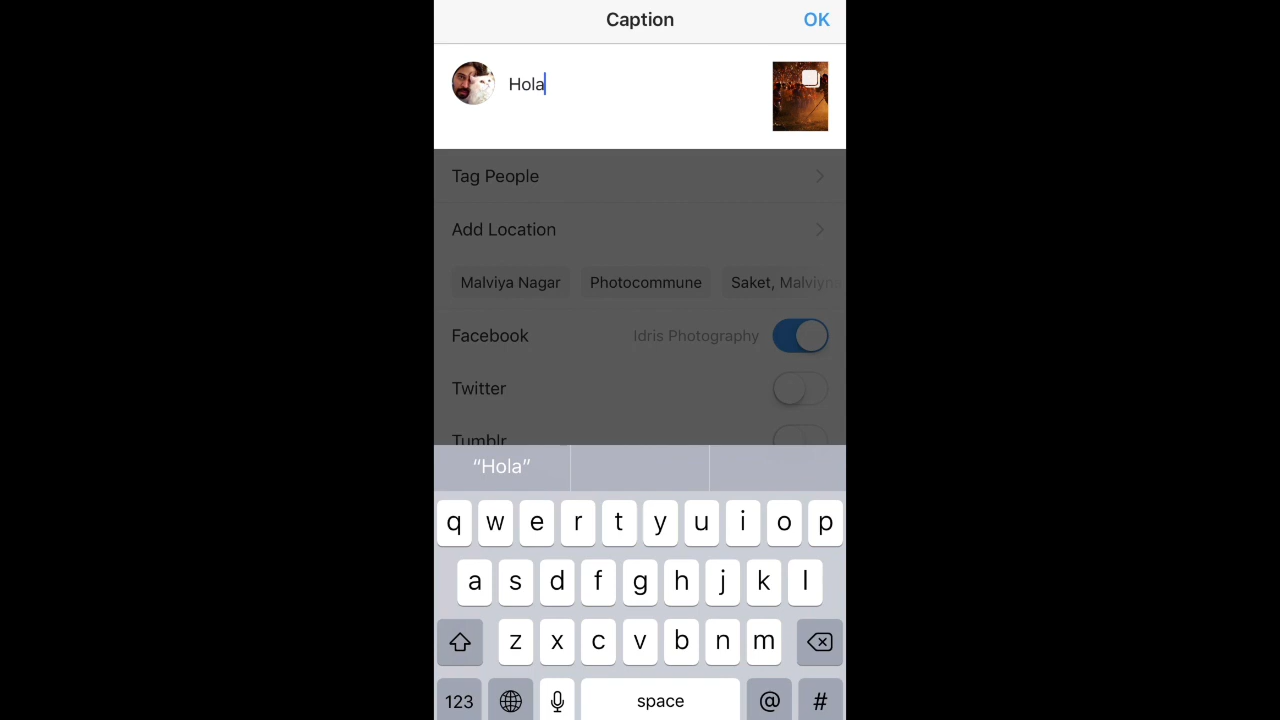 Caption OK
Hola
Tag People
Add Location
Malviya Nagar Photocommune Saket, Malviyna
Facebook Idris Photography
Twitter
Tumblr
“Hola”
q w e r t y u i o p
a s d f g h j k l
z x c v b n m
123 space @ #